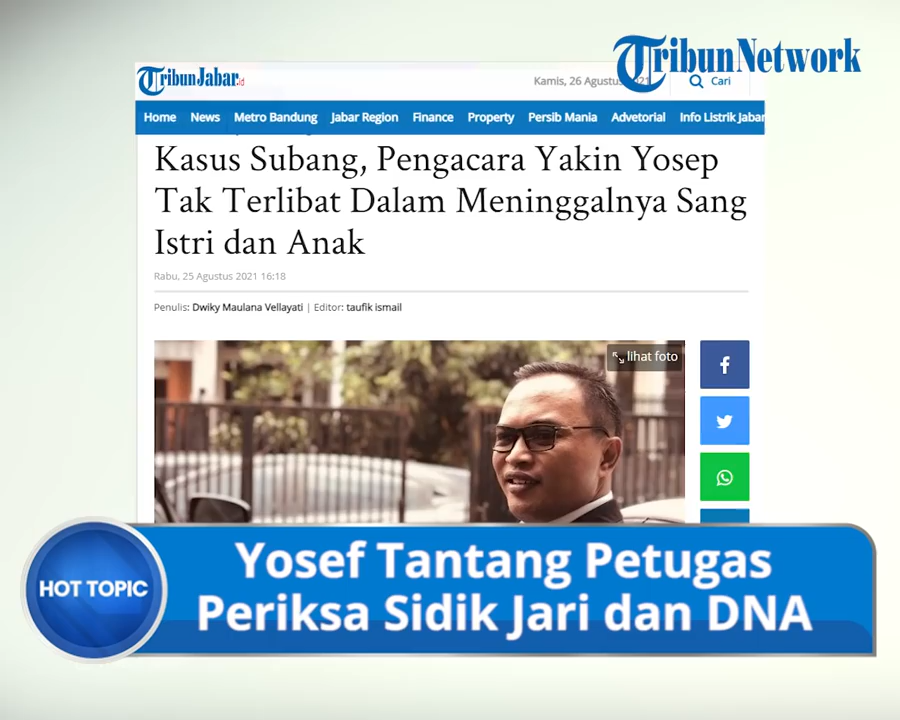 Tribun Network
TribunJabar.id
Kamis, 26 Agustus 2021
Cari
Home News Metro Bandung Jabar Region Finance Property Persib Mania Advetorial Info Listrik Jabar
Kasus Subang, Pengacara Yakin Yosep
Tak Terlibat Dalam Meninggalnya Sang
Istri dan Anak
Rabu, 25 Agustus 2021 16:18
Penulis: Dwiky Maulana Vellayati | Editor: taufik ismail
lihat foto
HOT TOPIC
Yosef Tantang Petugas
Periksa Sidik Jari dan DNA